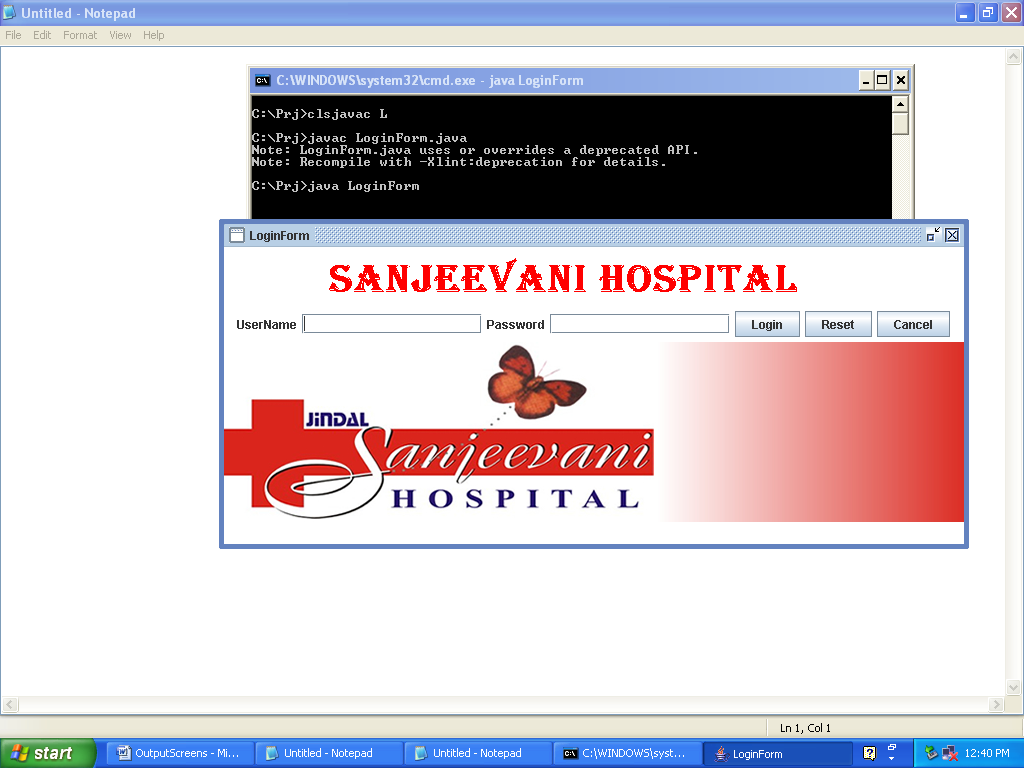 Untitled - Notepad
File Edit Format View Help
C:\WINDOWS\system32\cmd.exe - java LoginForm
C:\Prj>clsjavac L
C:\Prj>javac LoginForm.java
Note: LoginForm.java uses or overrides a deprecated API.
Note: Recompile with -Xlint:deprecation for details.
C:\Prj>java LoginForm
LoginForm
SANJEEVANI HOSPITAL
UserName Password Login Reset Cancel
JiNDAL
Sanjeevani
HOSPITAL
Ln 1, Col 1
start OutputScreens - Mi... Untitled - Notepad Untitled - Notepad C:\WINDOWS\syst... LoginForm 12:40 PM